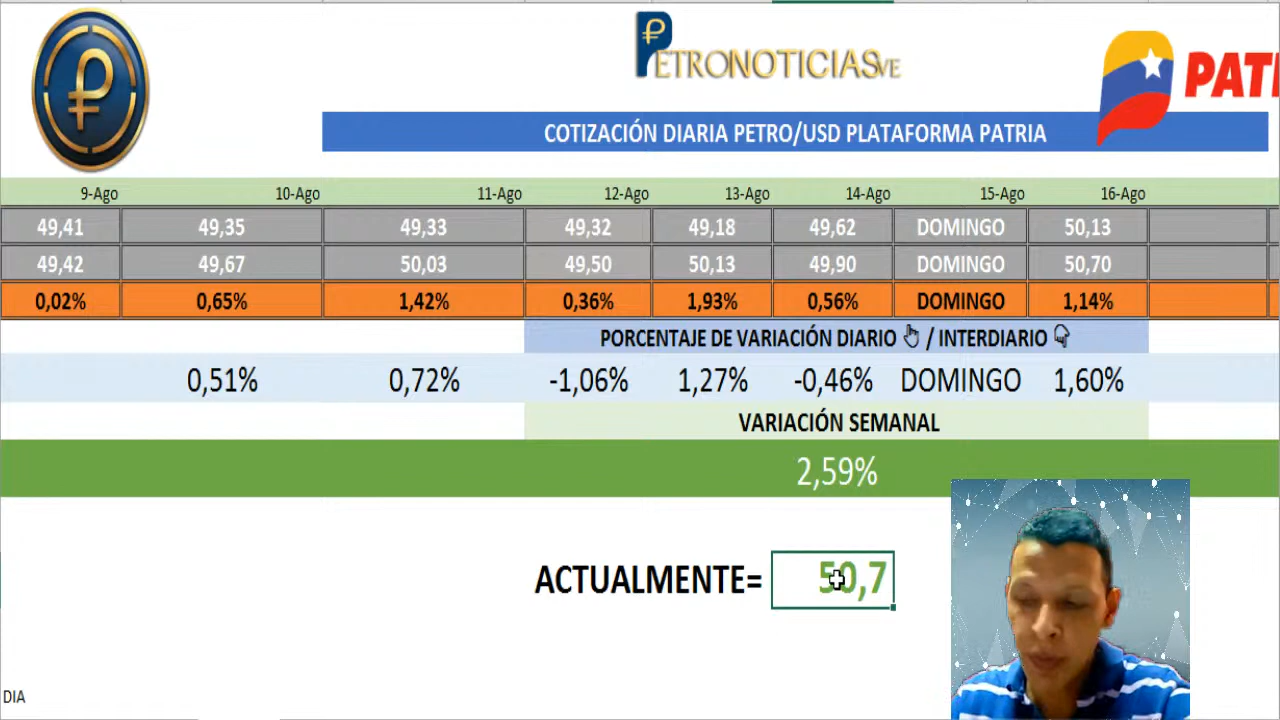 PETRONOTICIASVE
PATI
COTIZACIÓN DIARIA PETRO/USD PLATAFORMA PATRIA
9-Ago 10-Ago 11-Ago 12-Ago 13-Ago 14-Ago 15-Ago 16-Ago
49,41 49,35 49,33 49,32 49,18 49,62 DOMINGO 50,13
49,42 49,67 50,03 49,50 50,13 49,90 DOMINGO 50,70
0,02% 0,65% 1,42% 0,36% 1,93% 0,56% DOMINGO 1,14%
PORCENTAJE DE VARIACIÓN DIARIO / INTERDIARIO
0,51% 0,72% -1,06% 1,27% -0,46% DOMINGO 1,60%
VARIACIÓN SEMANAL
2,59%
ACTUALMENTE= 50,7
DIA